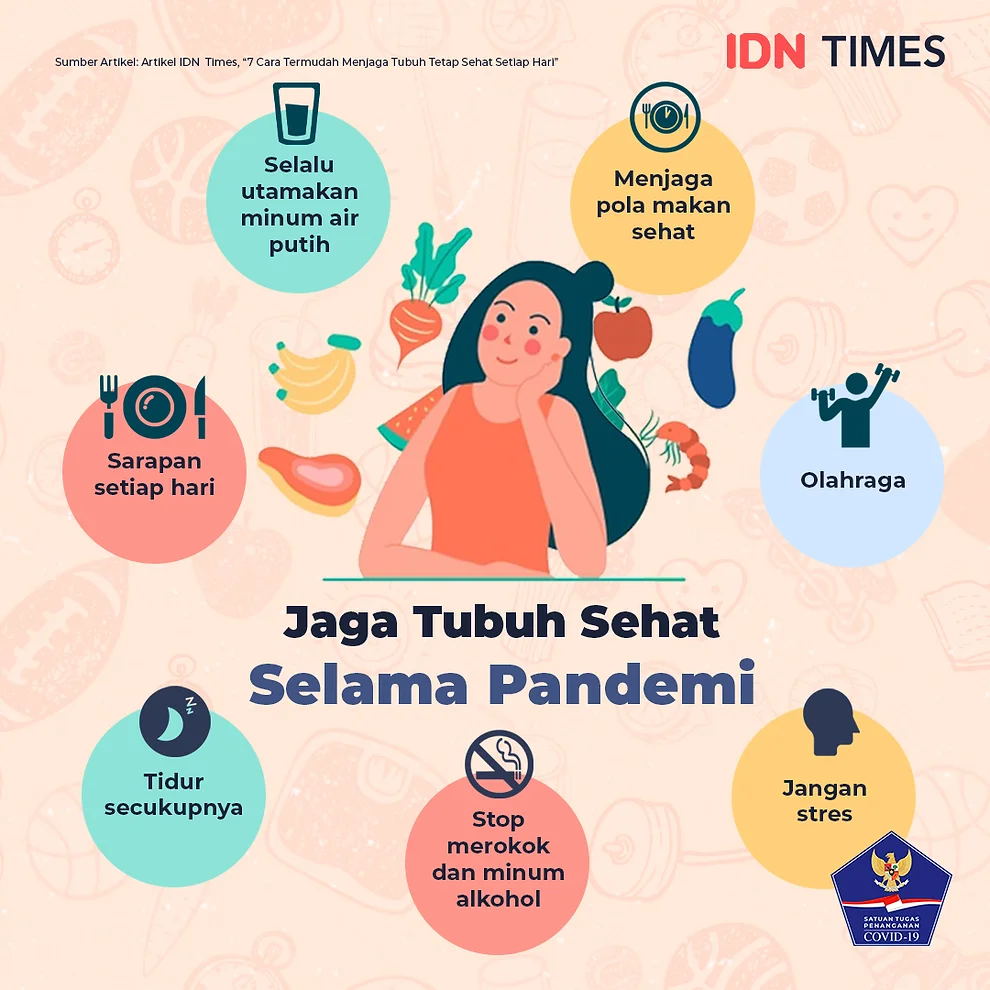 IDN TIMES
Sumber Artikel: Artikel IDN Times, “7 Cara Termudah Menjaga Tubuh Tetap Sehat Setiap Hari”
Selalu
utamakan
minum air
putih
Menjaga
pola makan
sehat
Sarapan
setiap hari
Olahraga
Jaga Tubuh Sehat
Selama Pandemi
Tidur
secukupnya
ZZZ
Stop
merokok
dan minum
alkohol
Jangan
stres
SATUAN TUGAS
PENANGANAN
COVID-19